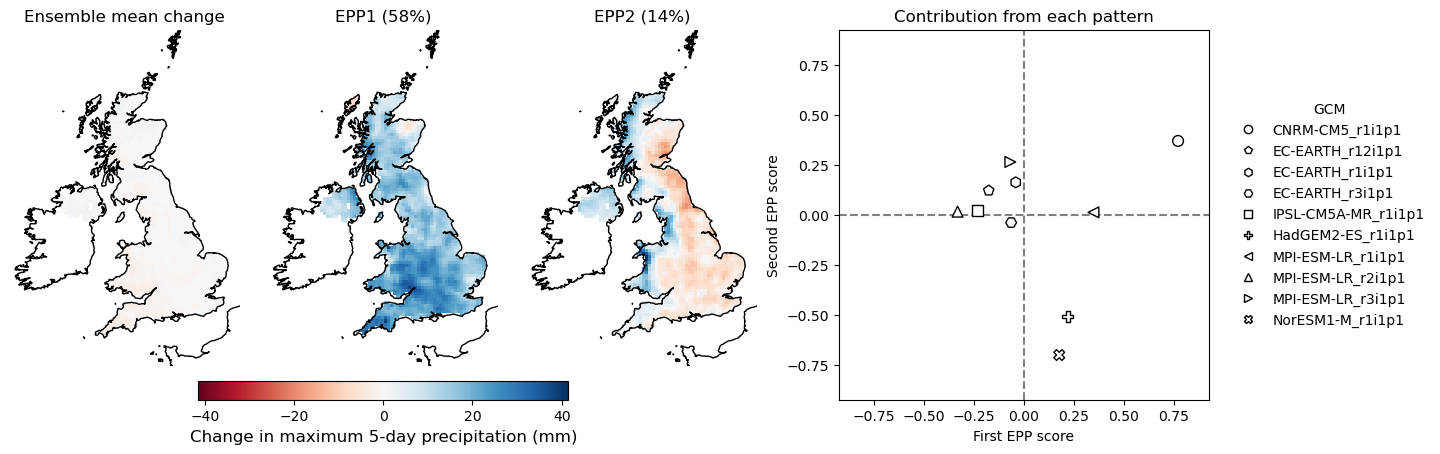 Ensemble mean change
EPP1 (58%)
EPP2 (14%)
Contribution from each pattern
−40
−20
0
20
40
Change in maximum 5-day precipitation (mm)
0.75
0.50
0.25
0.00
−0.25
−0.50
−0.75
Second EPP score
−0.75
−0.50
−0.25
0.00
0.25
0.50
0.75
First EPP score
GCM
CNRM-CM5_r1i1p1
EC-EARTH_r12i1p1
EC-EARTH_r1i1p1
EC-EARTH_r3i1p1
IPSL-CM5A-MR_r1i1p1
HadGEM2-ES_r1i1p1
MPI-ESM-LR_r1i1p1
MPI-ESM-LR_r2i1p1
MPI-ESM-LR_r3i1p1
NorESM1-M_r1i1p1